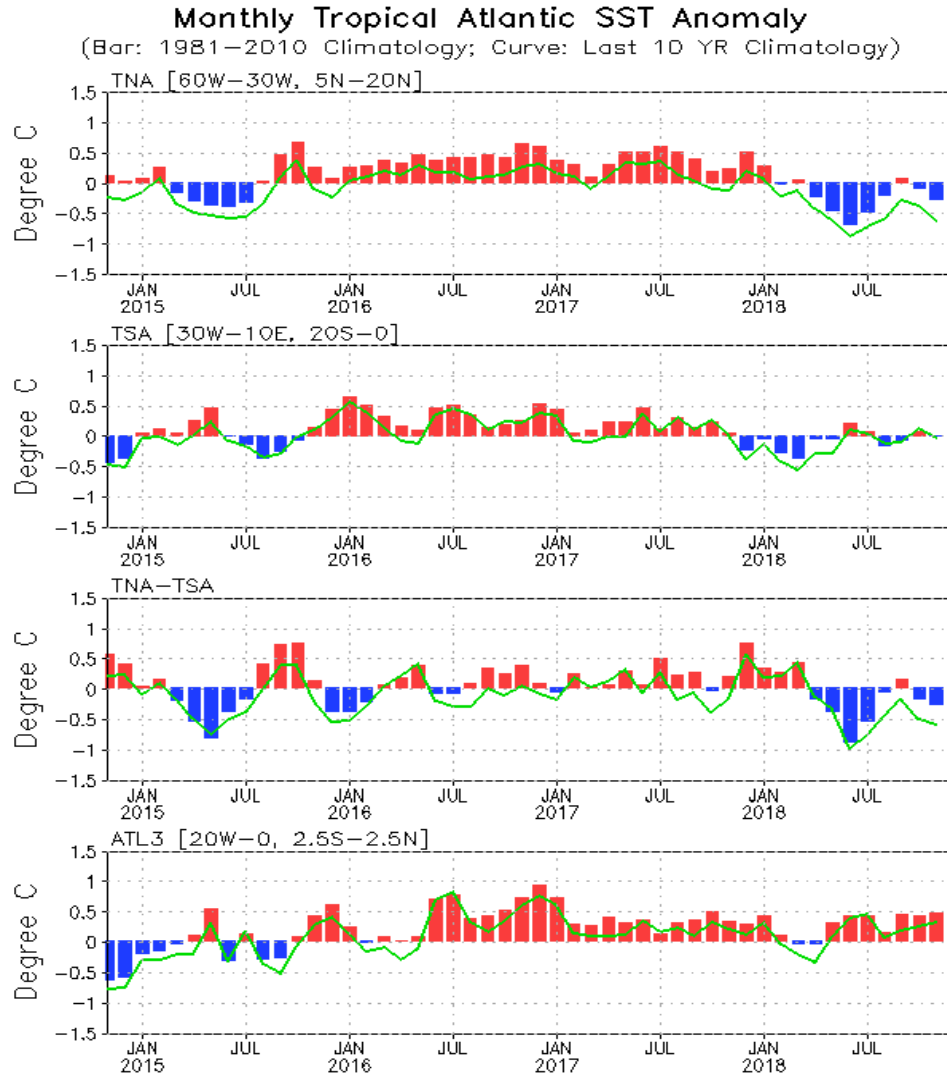 Monthly Tropical Atlantic SST Anomaly
(Bar: 1981-2010 Climatology; Curve: Last 10 YR Climatology)
TNA [60W-30W, 5N-20N]
Degree C
1.5
1
0.5
0
-0.5
-1
-1.5
JAN JUL JAN JUL JAN JUL JAN JUL
2015 2016 2017 2018
TSA [30W-10E, 20S-0]
Degree C
1.5
1
0.5
0
-0.5
-1
-1.5
JAN JUL JAN JUL JAN JUL JAN JUL
2015 2016 2017 2018
TNA-TSA
Degree C
1.5
1
0.5
0
-0.5
-1
-1.5
JAN JUL JAN JUL JAN JUL JAN JUL
2015 2016 2017 2018
ATL3 [20W-0, 2.5S-2.5N]
Degree C
1.5
1
0.5
0
-0.5
-1
-1.5
JAN JUL JAN JUL JAN JUL JAN JUL
2015 2016 2017 2018